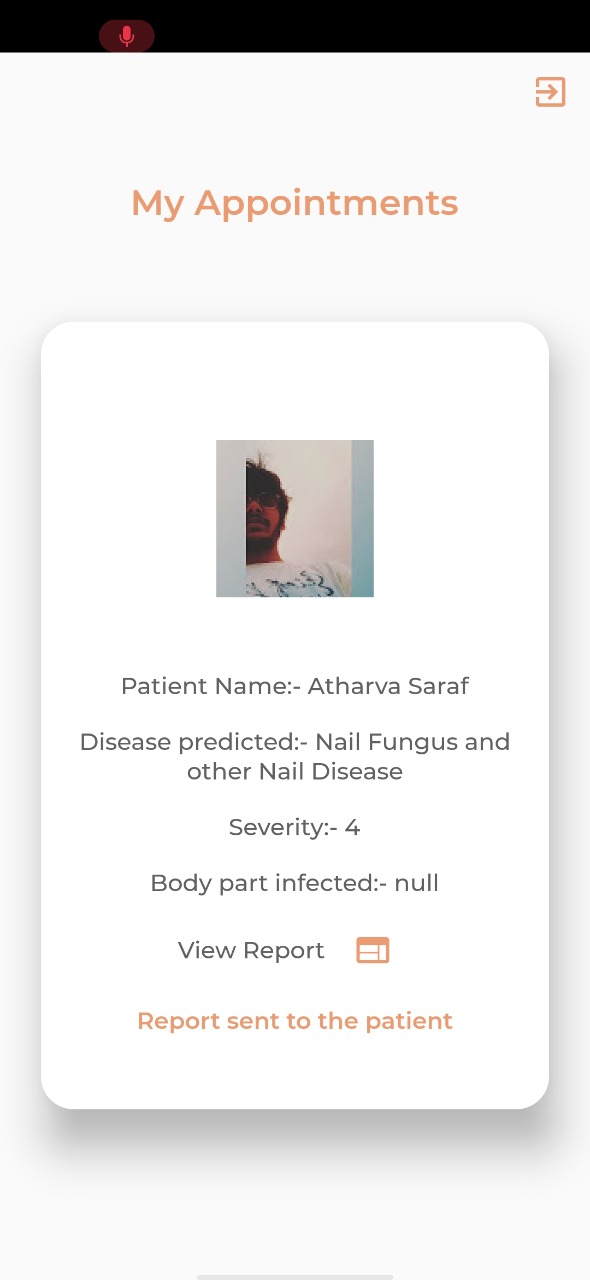 My Appointments
Patient Name:- Atharva Saraf
Disease predicted:- Nail Fungus and
other Nail Disease
Severity:- 4
Body part infected:- null
View Report
Report sent to the patient